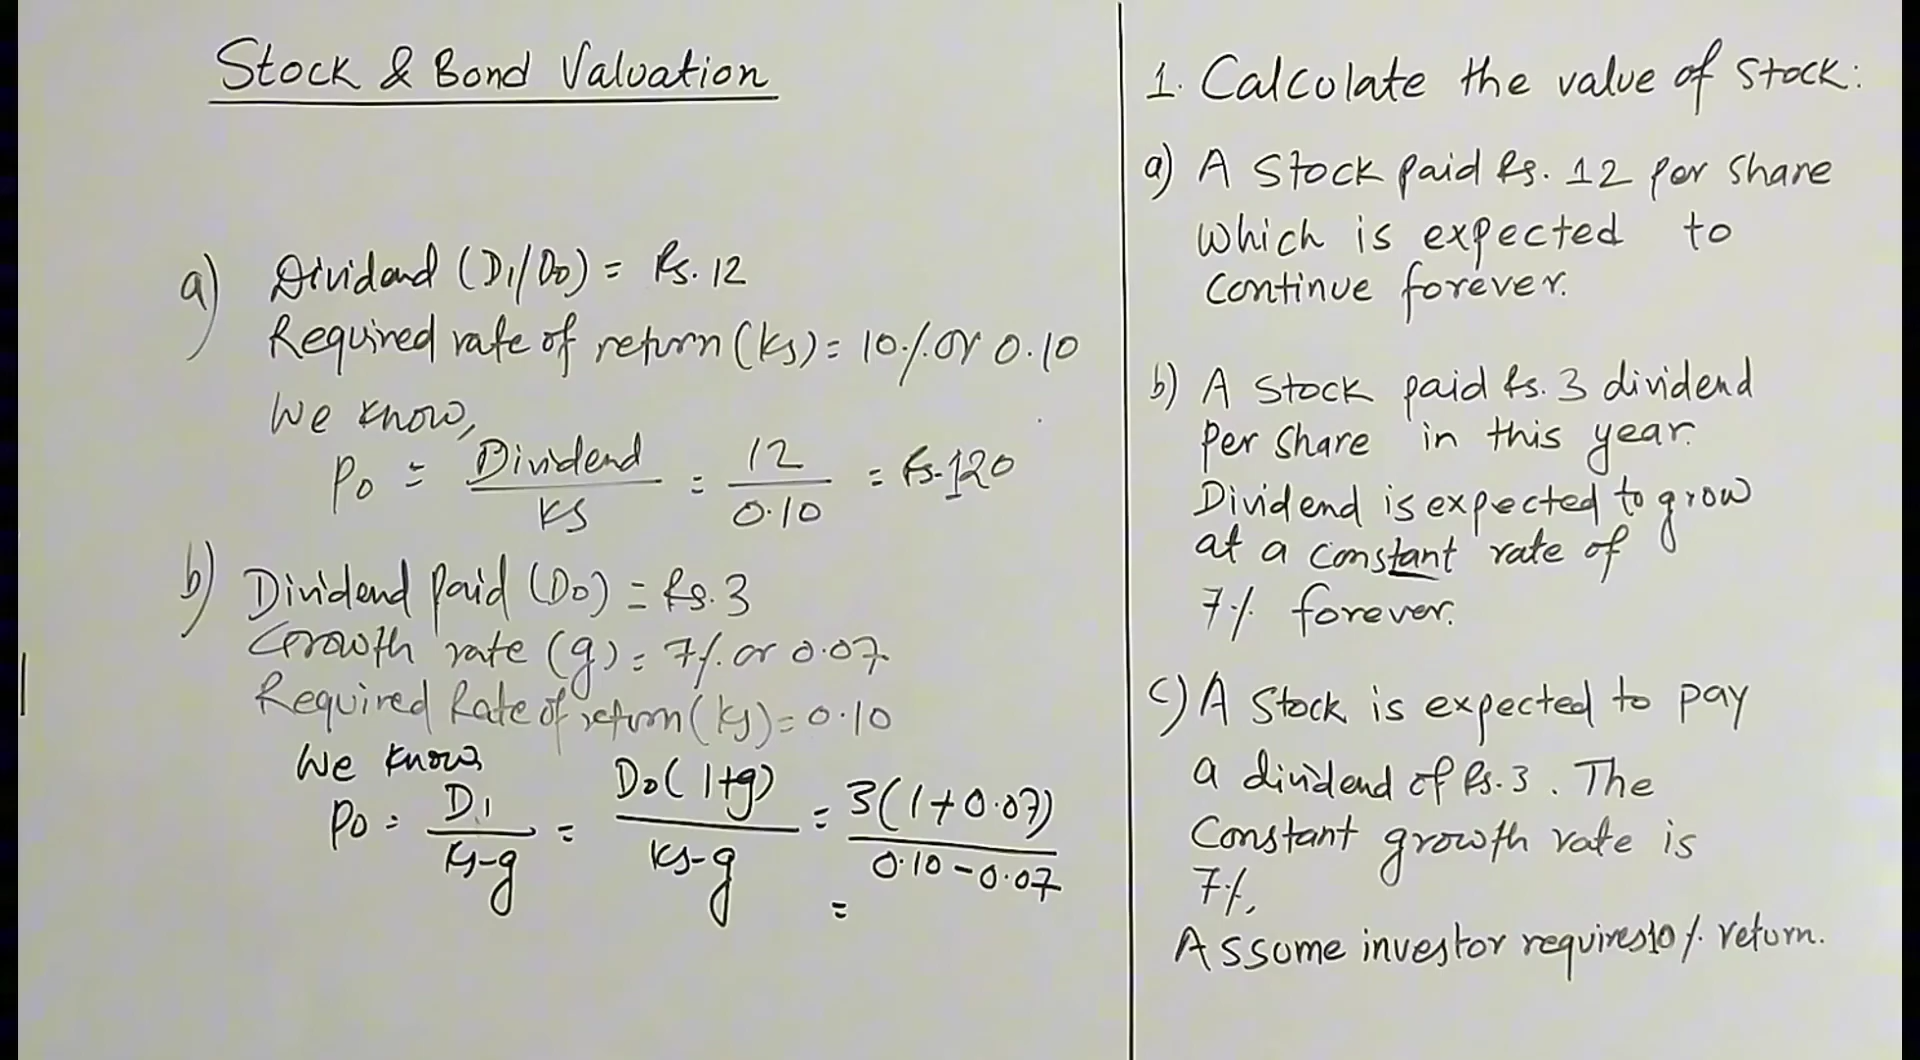 Stock & Bond Valuation
a) Dividend (D1/D0) = Rs. 12
Required rate of return (ks) = 10% or 0.10
We know,
P0 = Dividend / ks = 12 / 0.10 = Rs. 120
b) Dividend paid (D0) = Rs. 3
Growth rate (g) = 7% or 0.07
Required Rate of return (ks) = 0.10
We know
P0 = D1 / ks-g = D0(1+g) / ks-g = 3(1+0.07) / 0.10-0.07
=
1. Calculate the value of stock:
a) A Stock paid Rs. 12 per share
which is expected to
continue forever.
b) A Stock paid Rs. 3 dividend
per share in this year.
Dividend is expected to grow
at a constant rate of
7% forever.
c) A Stock is expected to pay
a dividend of Rs. 3. The
Constant growth rate is
7%.
Assume investor requires 10% return.